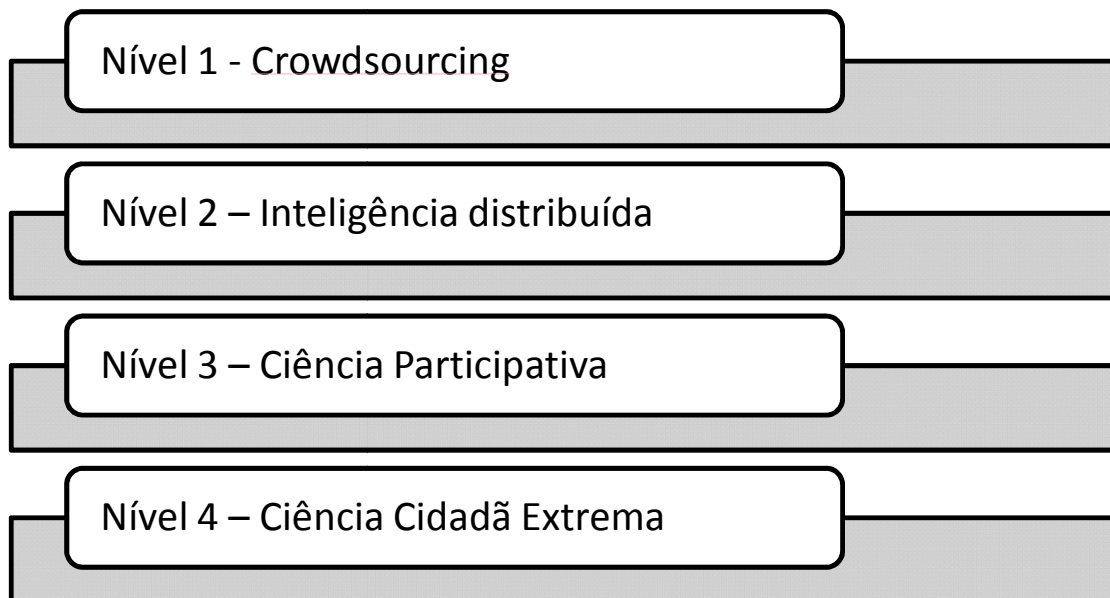 Nível 1 - Crowdsourcing
Nível 2 – Inteligência distribuída
Nível 3 – Ciência Participativa
Nível 4 – Ciência Cidadã Extrema